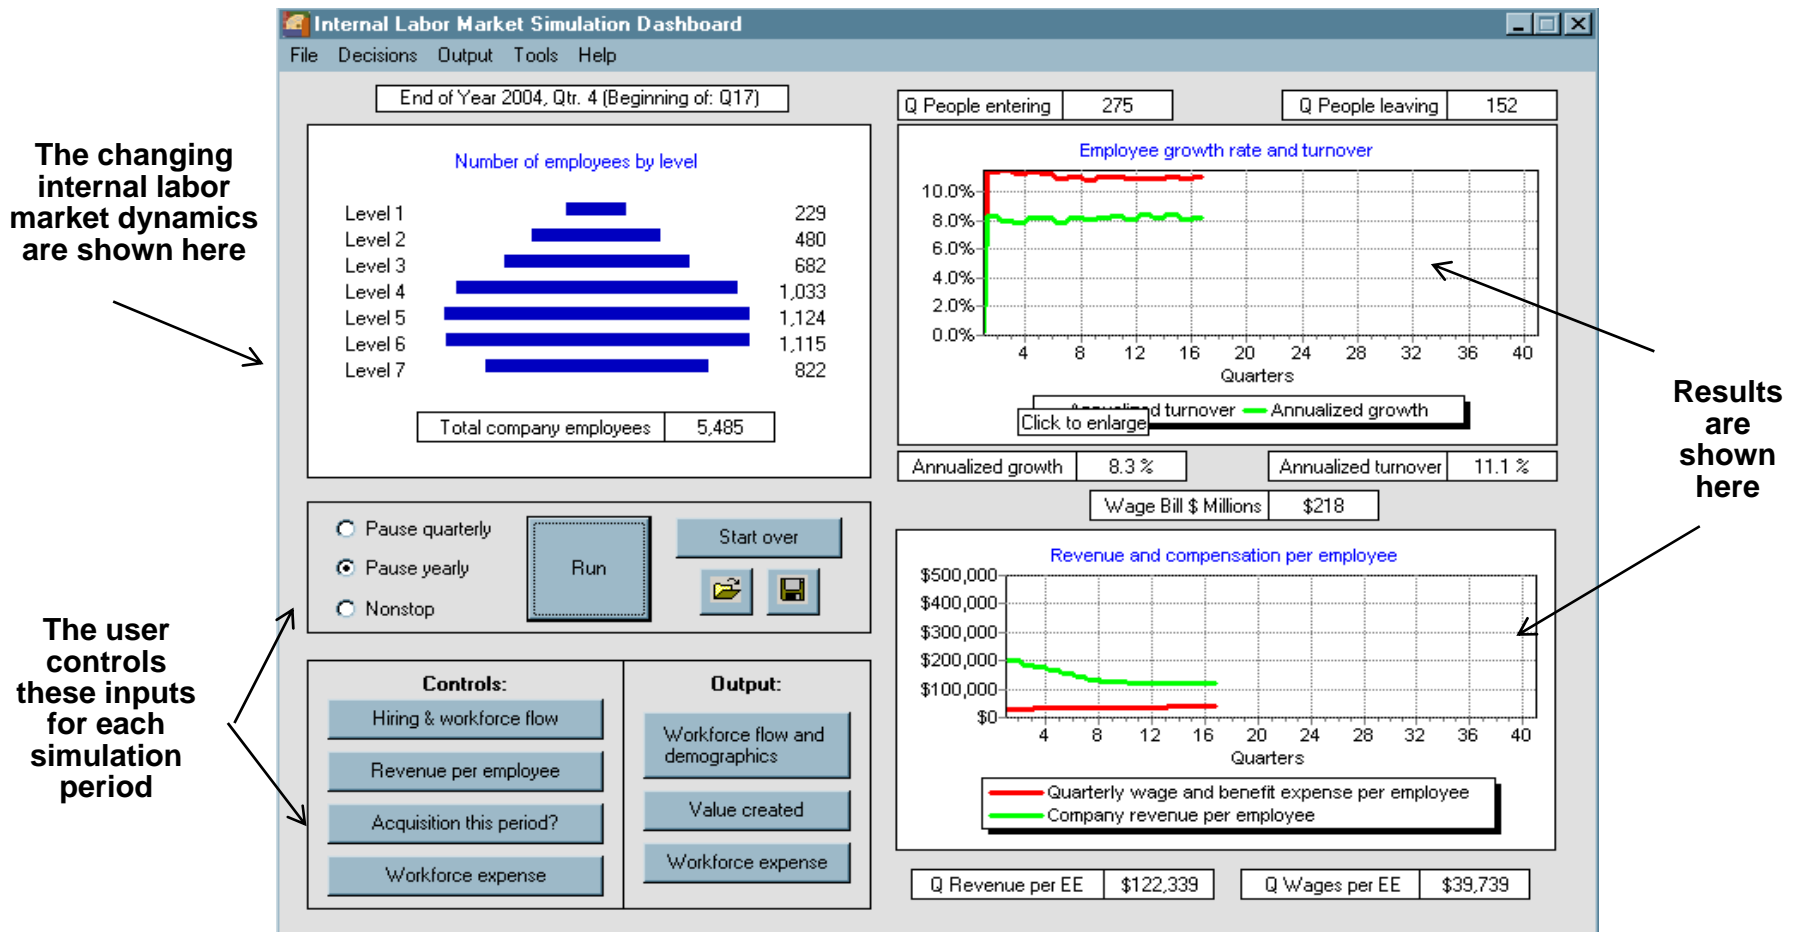 Internal Labor Market Simulation Dashboard
File Decisions Output Tools Help
End of Year 2004, Qtr. 4 (Beginning of: Q17)
The changing
internal labor
market dynamics
are shown here
Number of employees by level
Level 1 229
Level 2 480
Level 3 682
Level 4 1,033
Level 5 1,124
Level 6 1,115
Level 7 822
Total company employees 5,485
Q People entering 275
Q People leaving 152
Employee growth rate and turnover
10.0%
8.0%
6.0%
4.0%
2.0%
0.0%
4 8 12 16 20 24 28 32 36 40
Quarters
Annualized turnover Annualized growth
Click to enlarge
Annualized growth 8.3 %
Annualized turnover 11.1 %
Results
are
shown
here
Wage Bill $ Millions $218
Pause quarterly
Pause yearly
Nonstop
Run
Start over
The user
controls
these inputs
for each
simulation
period
Controls:
Hiring & workforce flow
Revenue per employee
Acquisition this period?
Workforce expense
Output:
Workforce flow and
demographics
Value created
Workforce expense
Revenue and compensation per employee
$500,000
$400,000
$300,000
$200,000
$100,000
$0
4 8 12 16 20 24 28 32 36 40
Quarters
Quarterly wage and benefit expense per employee
Company revenue per employee
Q Revenue per EE $122,339
Q Wages per EE $39,739